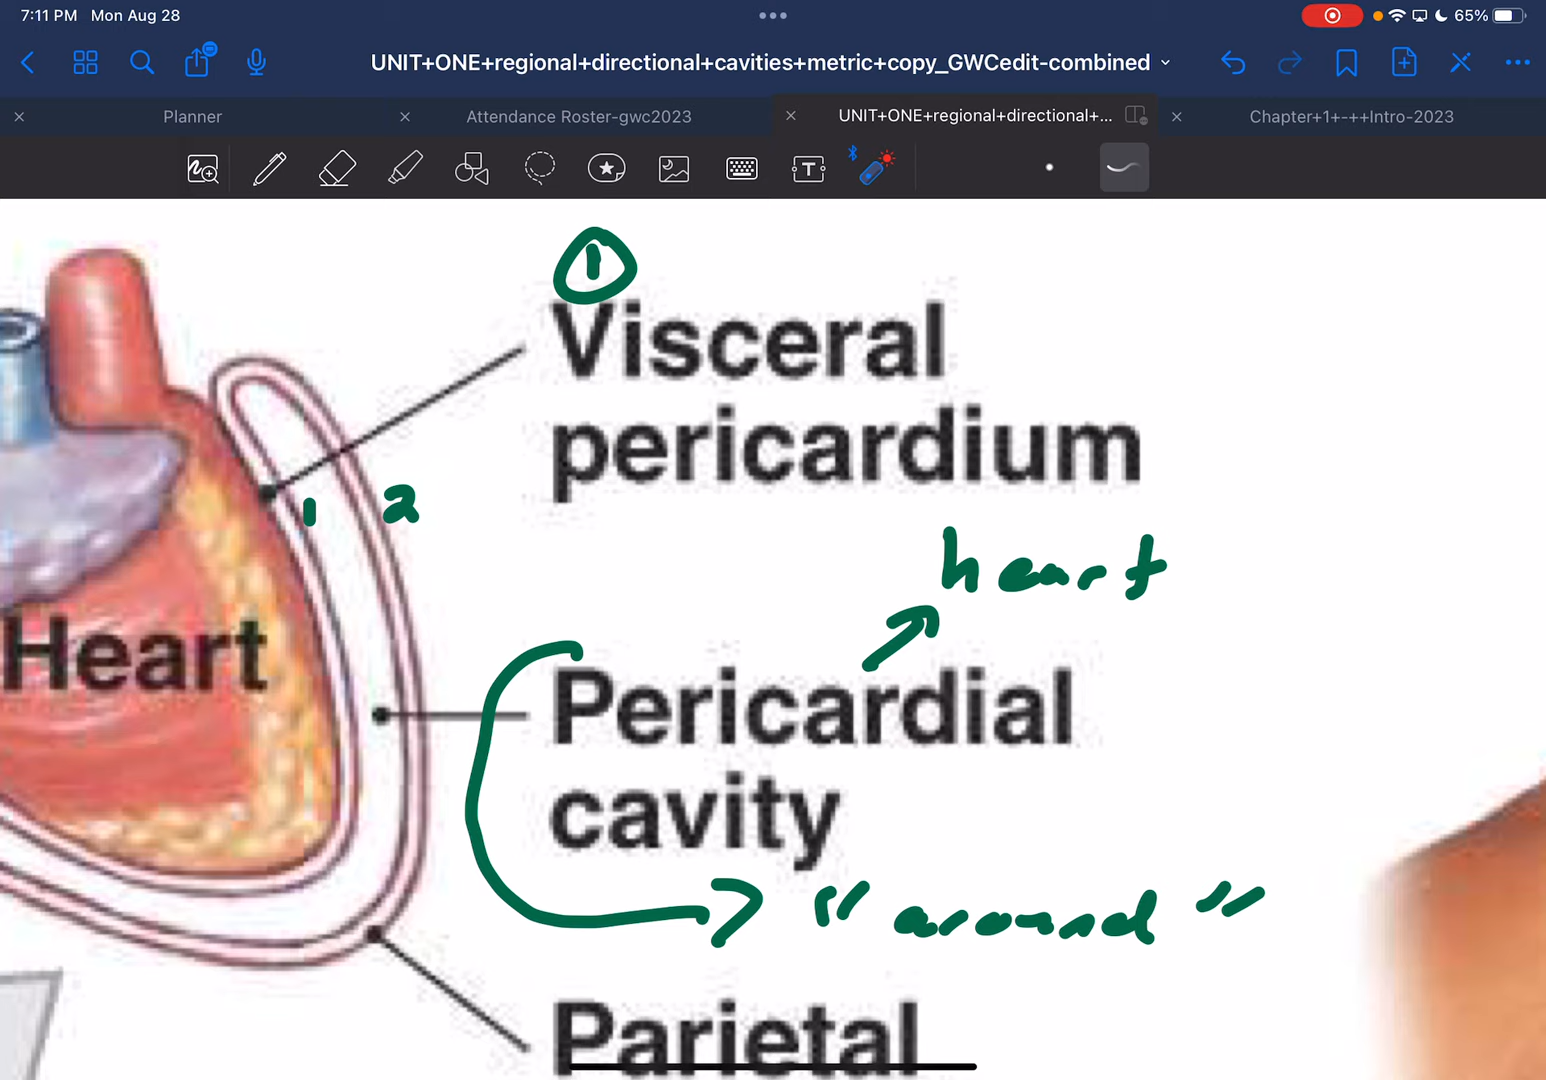 7:11 PM Mon Aug 28
65%
UNIT+ONE+regional+directional+cavities+metric+copy_GWCedit-combined
Planner
Attendance Roster-gwc2023
UNIT+ONE+regional+directional+...
Chapter+1+-++Intro-2023
T
1
Visceral
pericardium
1 2
heart
Heart
Pericardial
cavity
"around"
Parietal